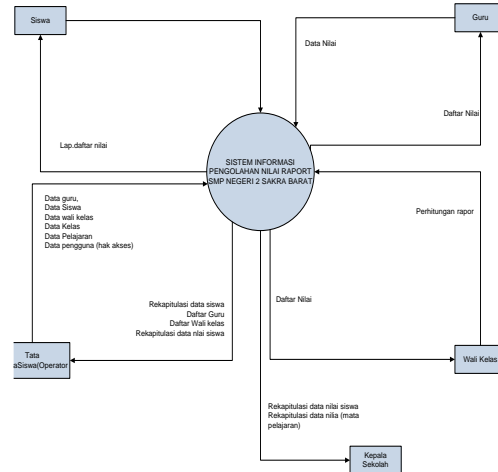 Siswa
Guru
Data Nilai
Daftar Nilai
Lap.daftar nilai
SISTEM INFORMASI
PENGOLAHAN NILAI RAPORT
SMP NEGERI 2 SAKRA BARAT
Data guru,
Data Siswa
Data wali kelas
Data Kelas
Data Pelajaran
Data pengguna (hak akses)
Perhitungan rapor
Rekapitulasi data siswa
Daftar Guru
Daftar Wali kelas
Rekapitulasi data nlai siswa
Daftar Nilai
Tata
aSiswa(Operator
Wali Kelas
Rekapitulasi data nilai siswa
Rekapitulasi data nilia (mata
pelajaran)
Kepala
Sekolah